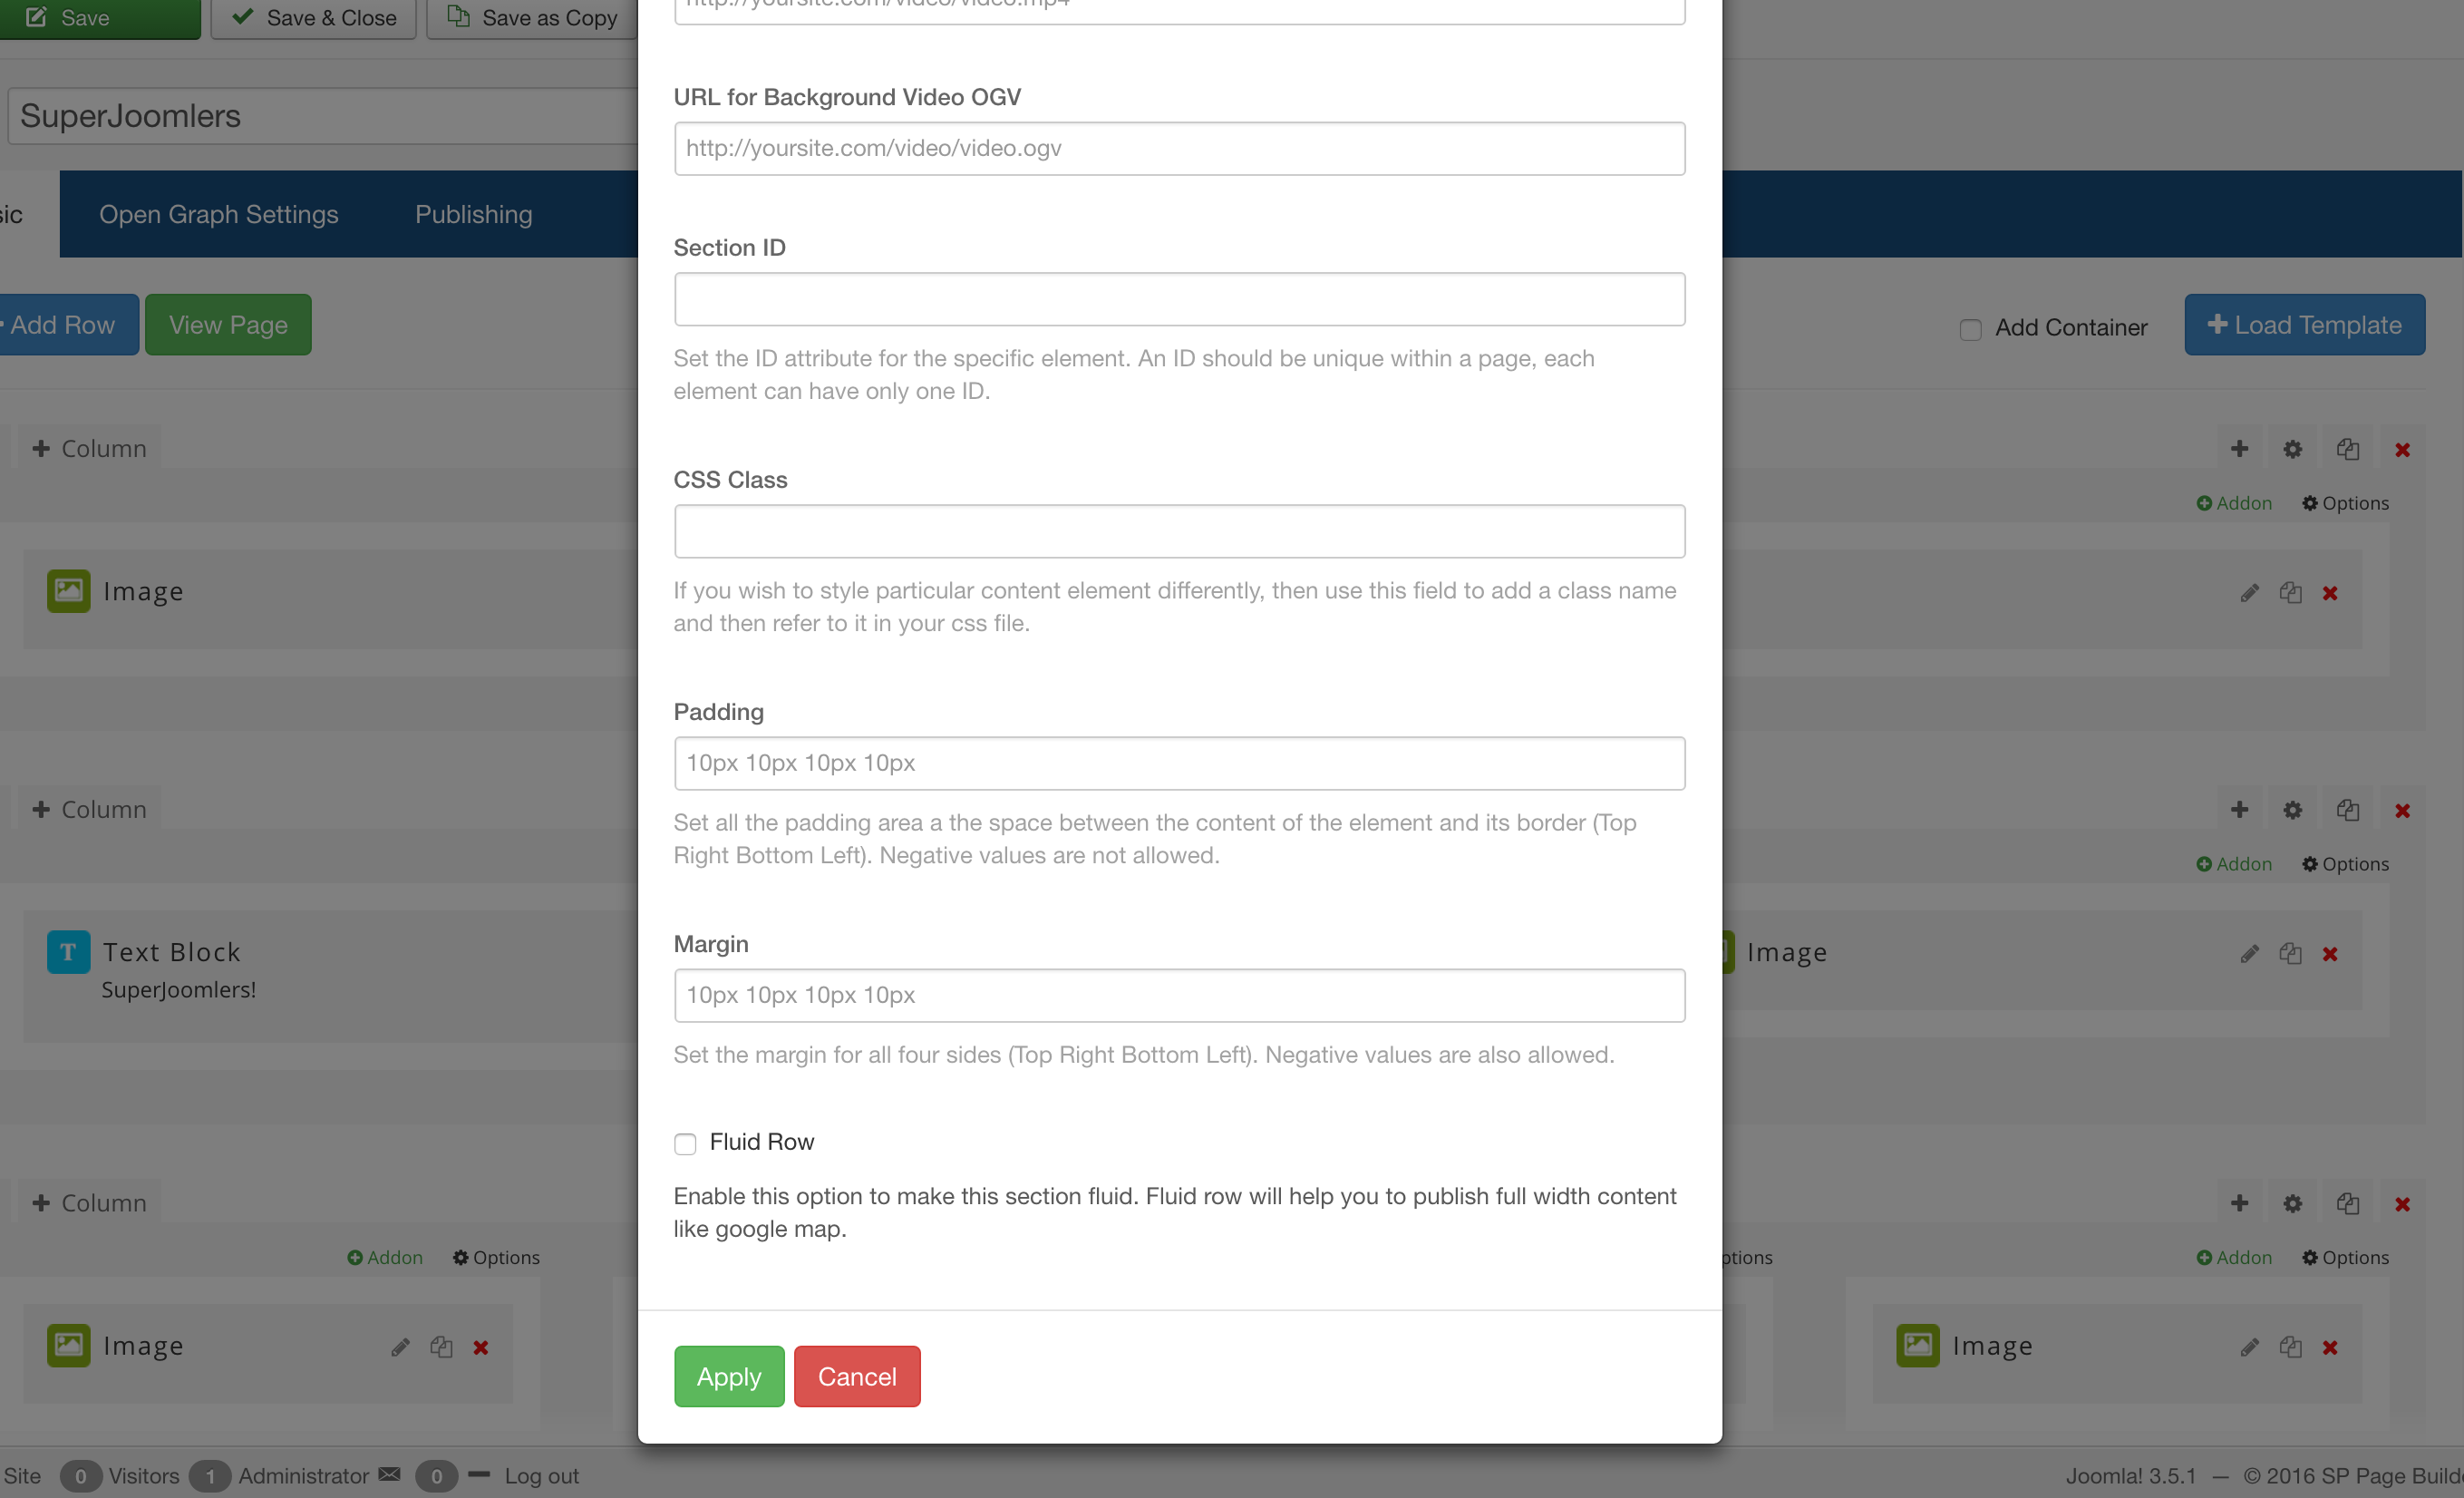 Save
Save & Close
Save as Copy
http://yoursite.com/video/video.mp4
SuperJoomlers
URL for Background Video OGV
http://yoursite.com/video/video.ogv
Open Graph Settings
Publishing
Section ID
Set the ID attribute for the specific element. An ID should be unique within a page, each
element can have only one ID.
Add Row
View Page
Add Container
Load Template
Column
CSS Class
If you wish to style particular content element differently, then use this field to add a class name
and then refer to it in your css file.
Addon
Options
Image
Padding
10px 10px 10px 10px
Set all the padding area a the space between the content of the element and its border (Top
Right Bottom Left). Negative values are not allowed.
Column
Addon
Options
Text Block
SuperJoomlers!
Image
Margin
10px 10px 10px 10px
Set the margin for all four sides (Top Right Bottom Left). Negative values are also allowed.
Fluid Row
Enable this option to make this section fluid. Fluid row will help you to publish full width content
like google map.
Column
Addon
Options
ptions
Addon
Options
Image
Image
Apply
Cancel
Site
0 Visitors
1 Administrator
0
Log out
Joomla! 3.5.1 — © 2016 SP Page Build